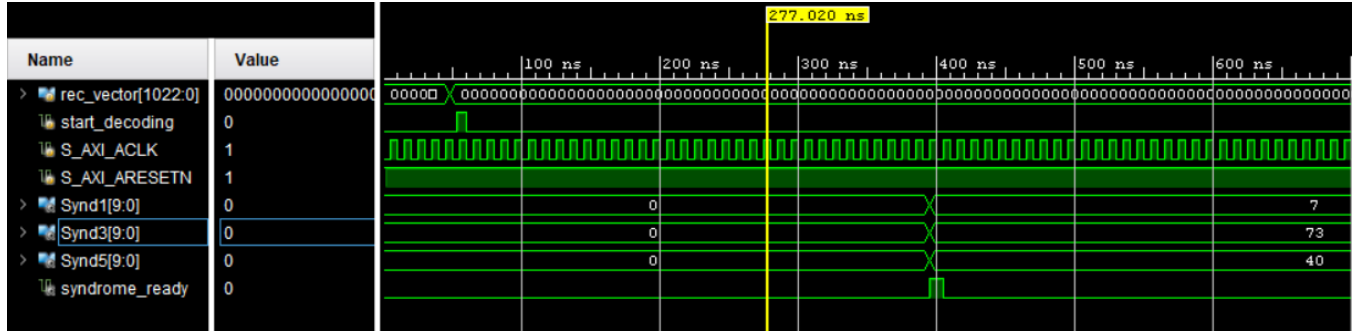 277.020 ns
Name Value
100 ns 200 ns 300 ns 400 ns 500 ns 600 ns
rec_vector[1022:0] 0000000000000000 0000
start_decoding 0
S_AXI_ACLK 1
S_AXI_ARESETN 1
Synd1[9:0] 0 0 7
Synd3[9:0] 0 0 73
Synd5[9:0] 0 0 40
syndrome_ready 0